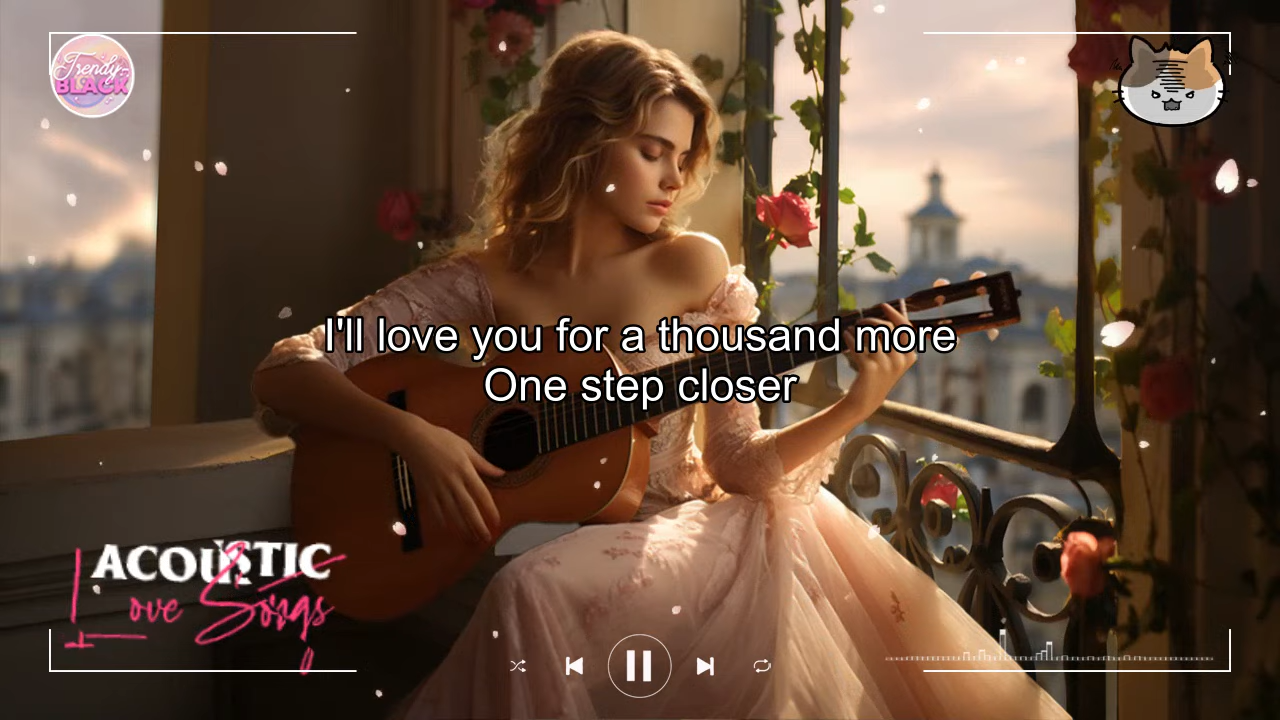 Trendy
BLACK
I'll love you for a thousand more
One step closer
ACOUSTIC
Love Songs